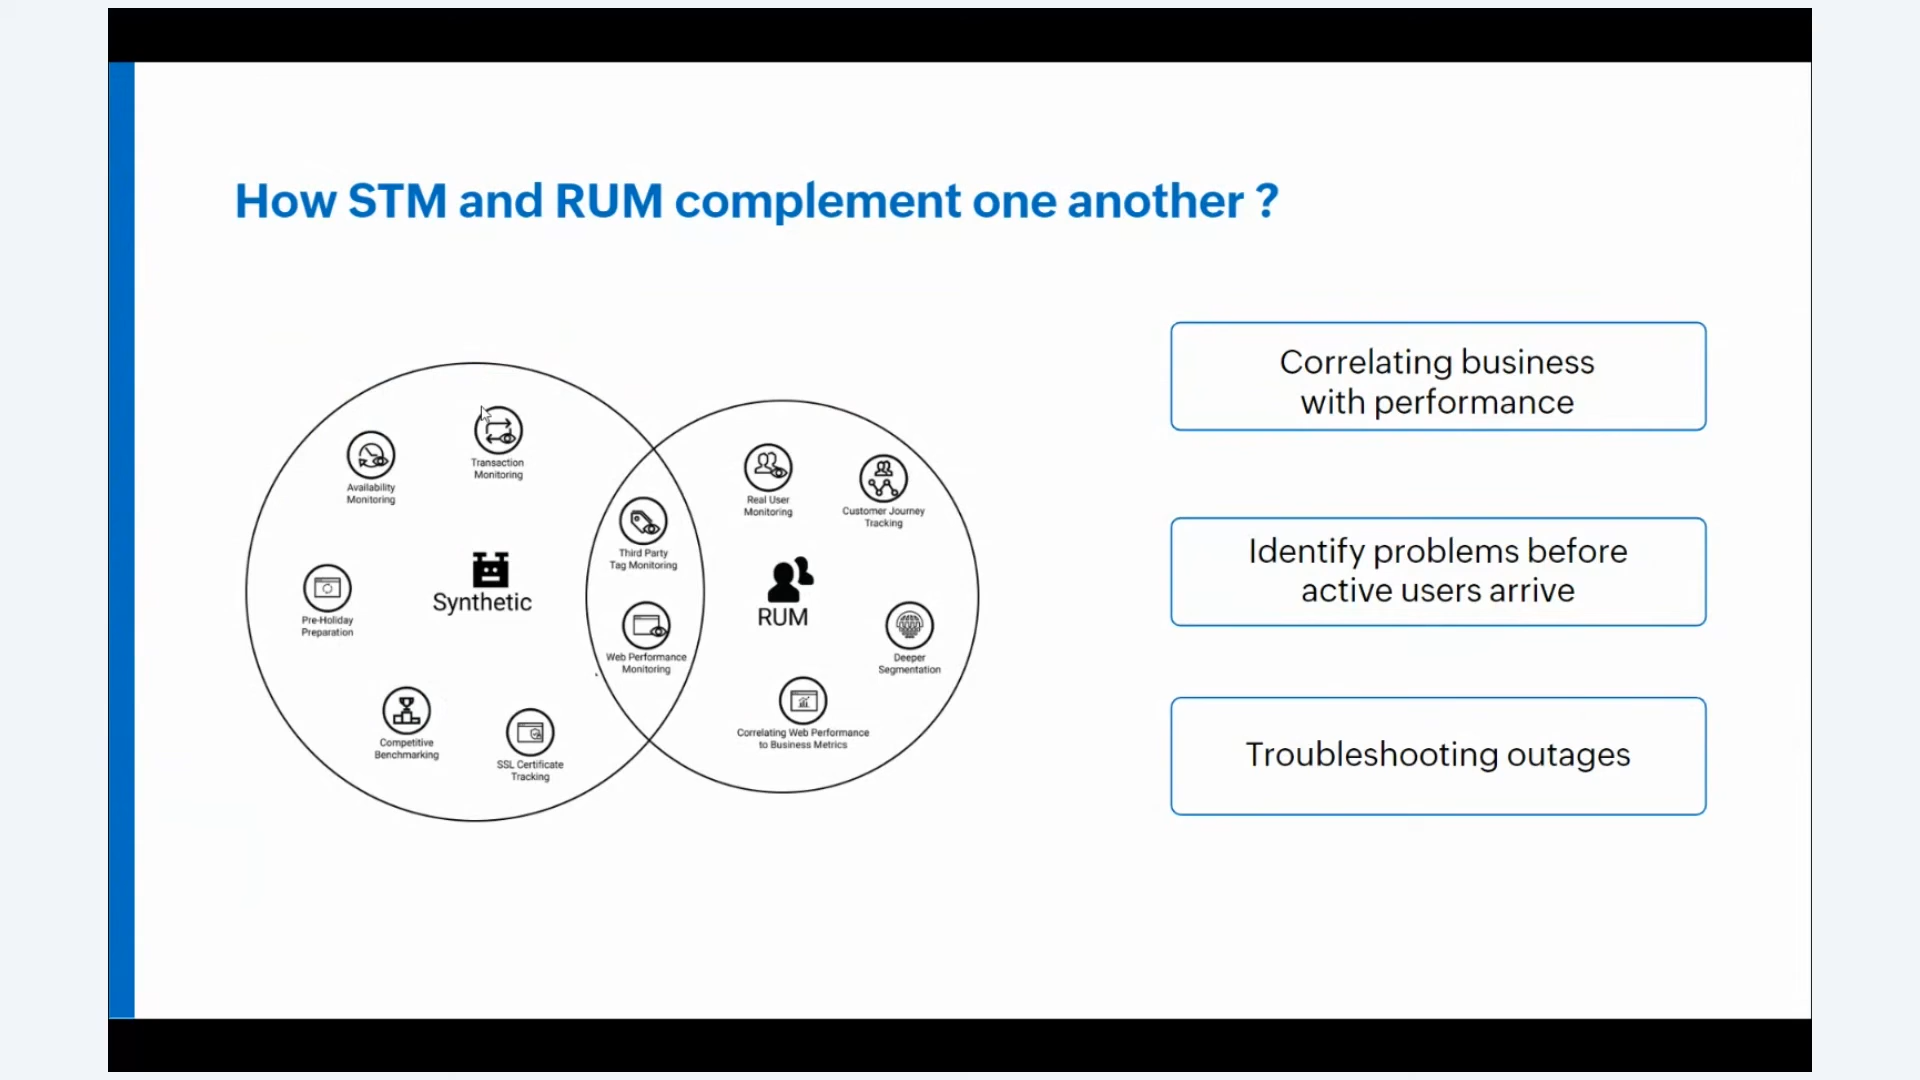 How STM and RUM complement one another ?
Transaction
Monitoring
Availability
Monitoring
Pre-Holiday
Preparation
Synthetic
Competitive
Benchmarking
SSL Certificate
Tracking
Third Party
Tag Monitoring
Web Performance
Monitoring
Real User
Monitoring
Customer Journey
Tracking
RUM
Deeper
Segmentation
Correlating Web Performance
to Business Metrics
Correlating business
with performance
Identify problems before
active users arrive
Troubleshooting outages